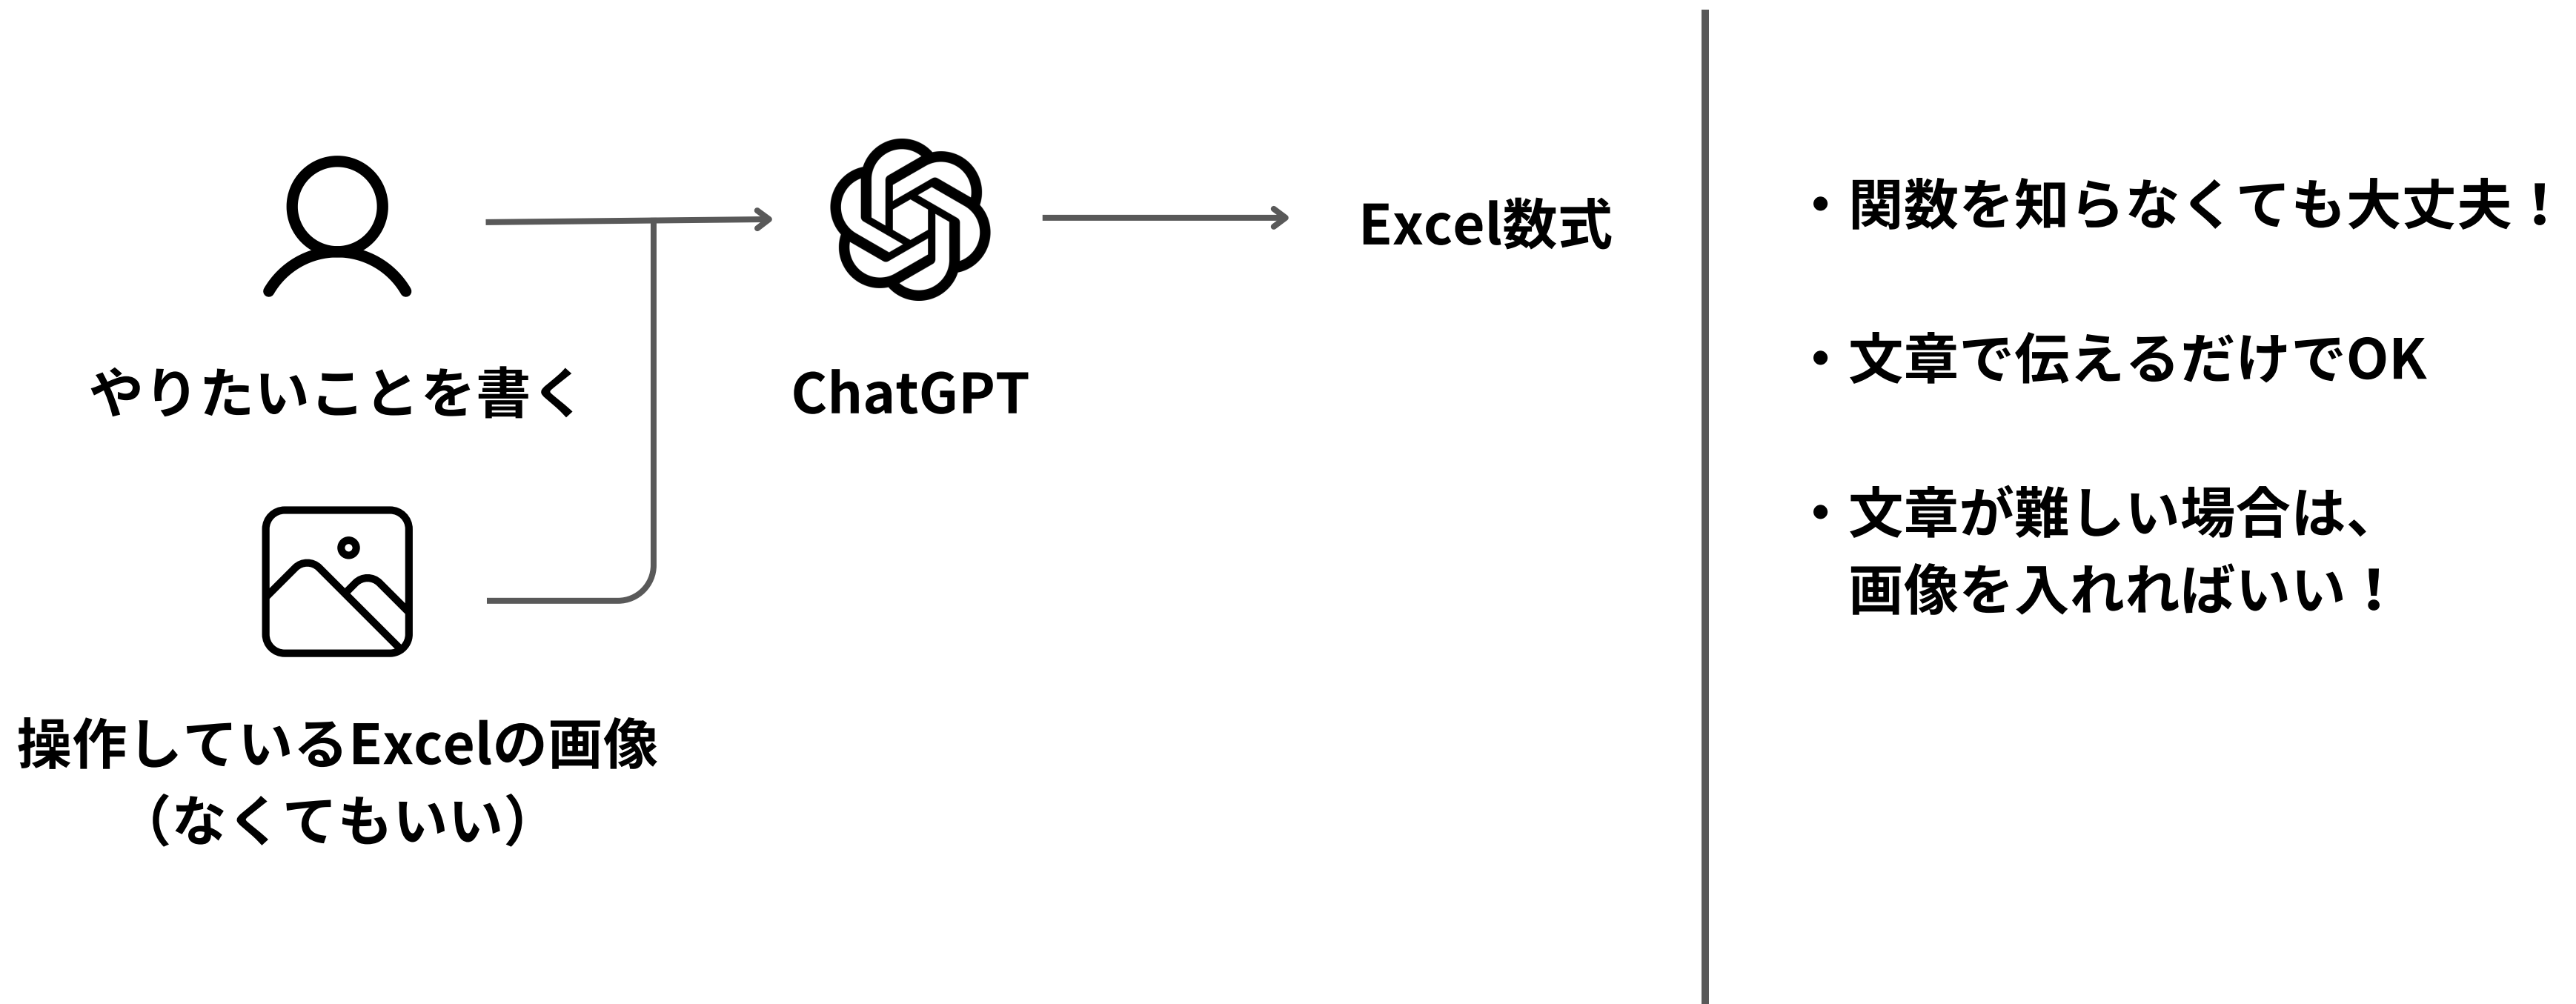 やりたいことを書く
ChatGPT
Excel数式
操作しているExcelの画像
（なくてもいい）
・関数を知らなくても大丈夫！
・文章で伝えるだけでOK
・文章が難しい場合は、
画像を入れればいい！